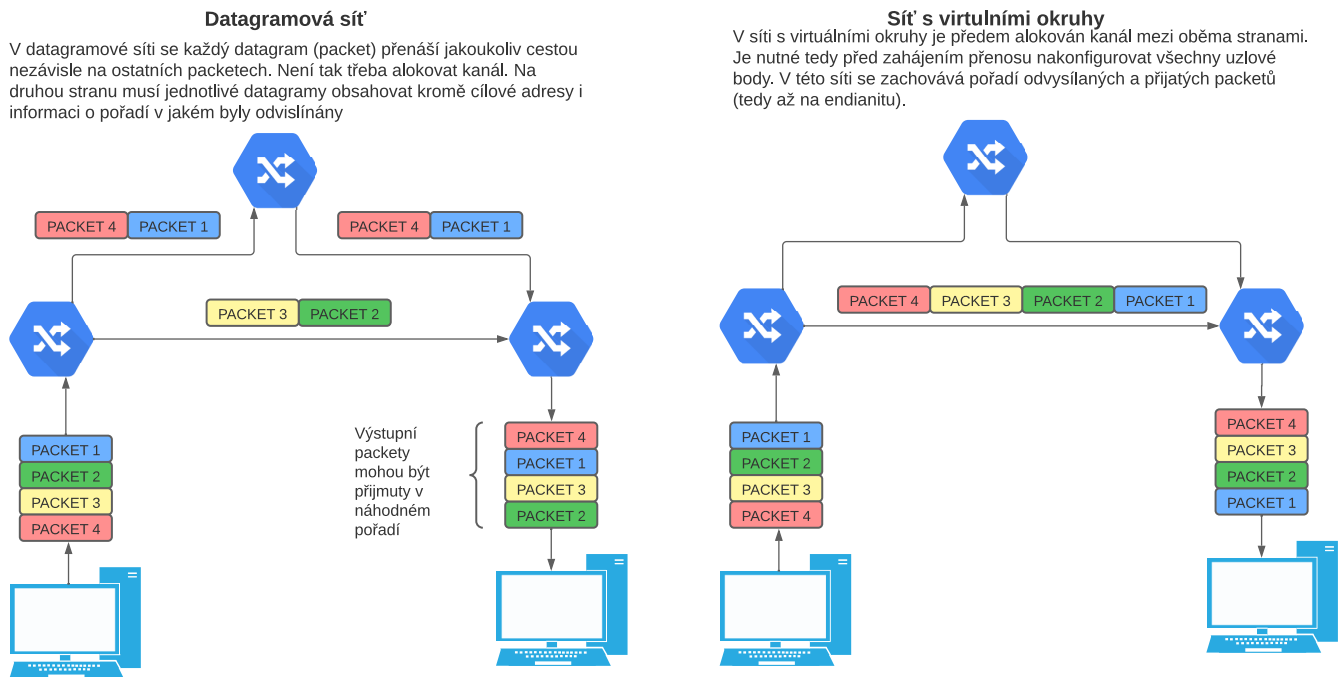 Datagramová síť
V datagramové síti se každý datagram (packet) přenáší jakoukoliv cestou
nezávisle na ostatních packetech. Není tak třeba alokovat kanál. Na
druhou stranu musí jednotlivé datagramy obsahovat kromě cílové adresy i
informaci o pořadí v jakém byly odvislínány
PACKET 4 PACKET 1
PACKET 4 PACKET 1
PACKET 3 PACKET 2
PACKET 1
PACKET 2
PACKET 3
PACKET 4
Výstupní
packety
mohou být
přijmuty v
náhodném
pořadí
PACKET 4
PACKET 1
PACKET 3
PACKET 2
Síť s virtulními okruhy
V síti s virtuálními okruhy je předem alokován kanál mezi oběma stranami.
Je nutné tedy před zahájením přenosu nakonfigurovat všechny uzlové
body. V této síti se zachovává pořadí odvysílaných a přijatých packetů
(tedy až na endianitu).
PACKET 4 PACKET 3 PACKET 2 PACKET 1
PACKET 1
PACKET 2
PACKET 3
PACKET 4
PACKET 4
PACKET 3
PACKET 2
PACKET 1